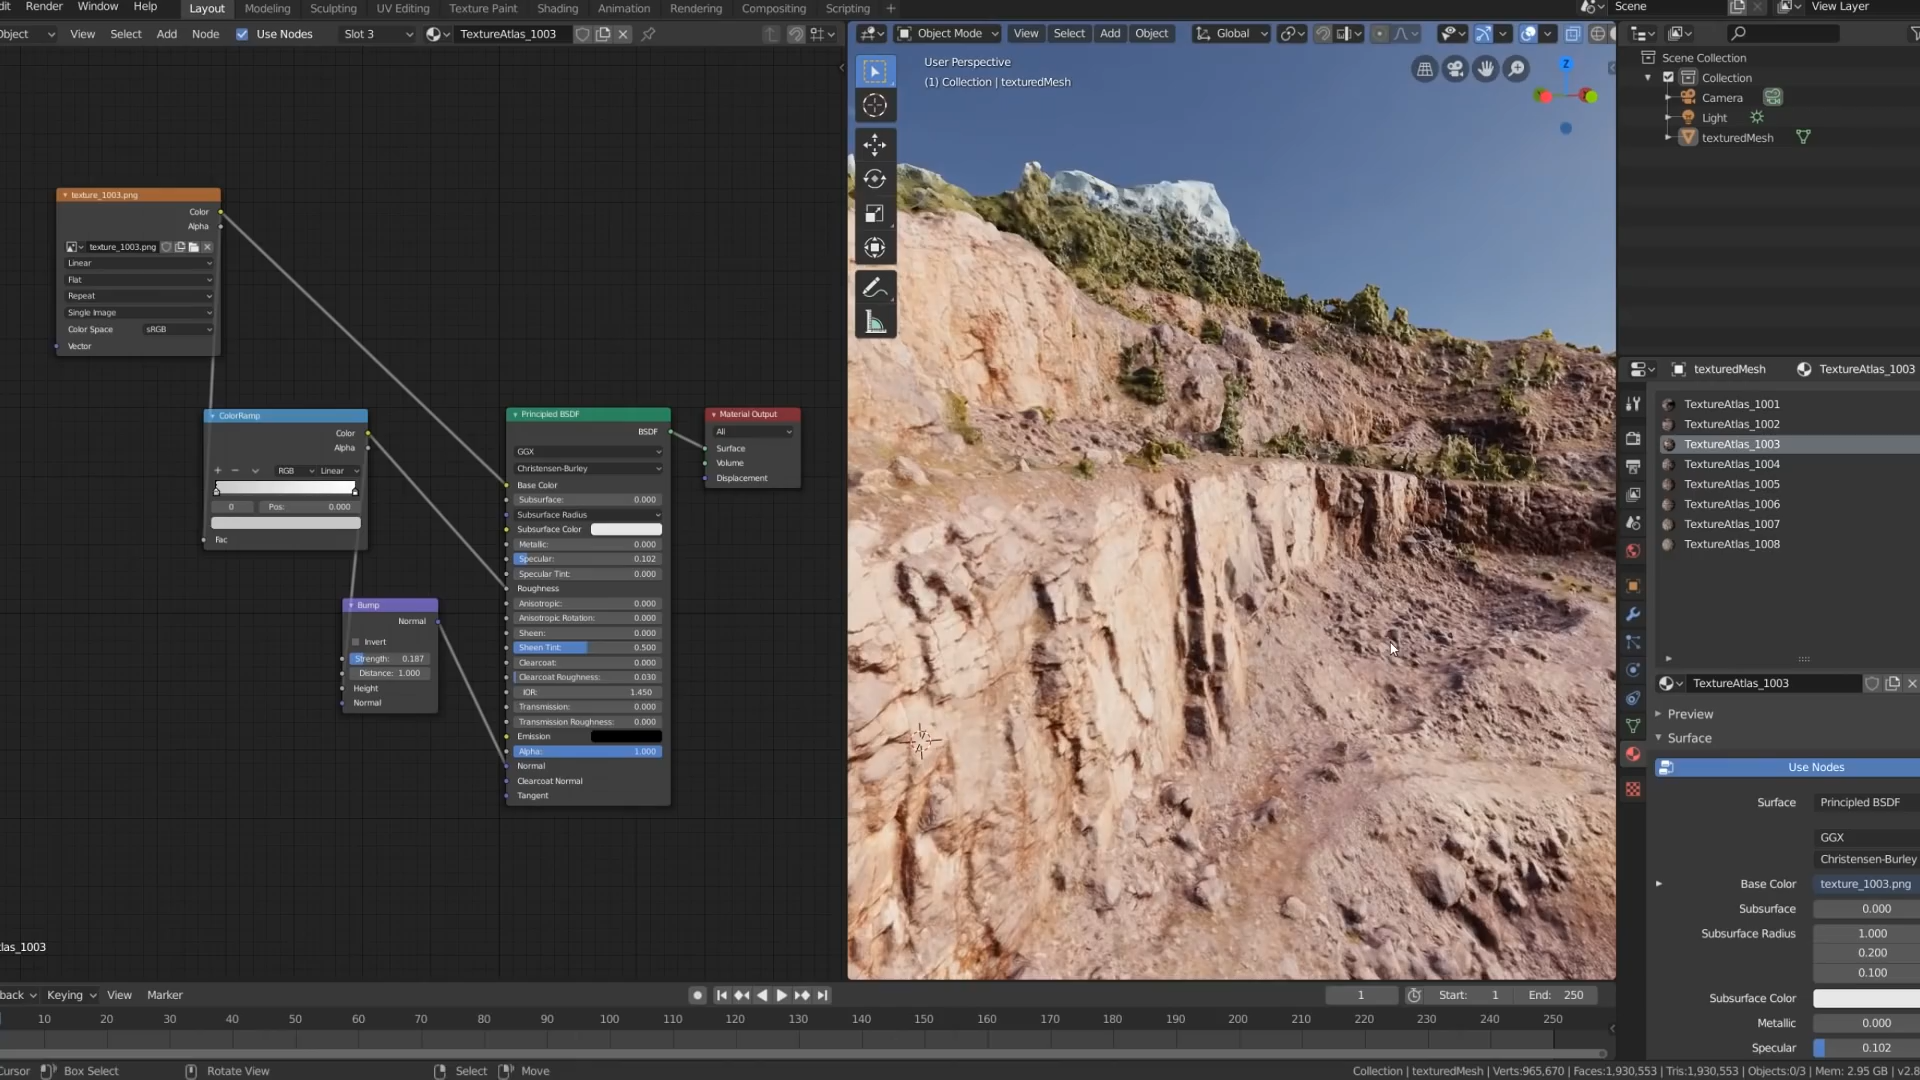 Render Window Help
Layout Modeling Sculpting UV Editing Texture Paint Shading Animation Rendering Compositing Scripting +
Scene
View Layer
View Select Add Node Use Nodes Slot 3 TextureAtlas_1003
Object Mode View Select Add Object Global
User Perspective
(1) Collection | texturedMesh
Z
texture_1003.png
Color
Alpha
texture_1003.png
Linear
Flat
Repeat
Single Image
Color Space sRGB
Vector
ColorRamp
Color
Alpha
+ − RGB Linear
0 Pos: 0.000
Fac
Bump
Normal
Invert
Strength: 0.187
Distance: 1.000
Height
Normal
Principled BSDF
BSDF
GGX
Christensen-Burley
Base Color
Subsurface: 0.000
Subsurface Radius
Subsurface Color
Metallic: 0.000
Specular: 0.102
Specular Tint: 0.000
Roughness
Anisotropic: 0.000
Anisotropic Rotation: 0.000
Sheen: 0.000
Sheen Tint: 0.500
Clearcoat: 0.000
Clearcoat Roughness: 0.030
IOR: 1.450
Transmission: 0.000
Transmission Roughness: 0.000
Emission
Alpha: 1.000
Normal
Clearcoat Normal
Tangent
Material Output
All
Surface
Volume
Displacement
las_1003
Scene Collection
Collection
Camera
Light
texturedMesh
texturedMesh TextureAtlas_1003
TextureAtlas_1001
TextureAtlas_1002
TextureAtlas_1003
TextureAtlas_1004
TextureAtlas_1005
TextureAtlas_1006
TextureAtlas_1007
TextureAtlas_1008
TextureAtlas_1003
Preview
Surface
Use Nodes
Surface Principled BSDF
GGX
Christensen-Burley
Base Color texture_1003.png
Subsurface 0.000
Subsurface Radius 1.000
0.200
0.100
Subsurface Color
Metallic 0.000
Specular 0.102
back Keying View Marker
1 Start: 1 End: 250
10 20 30 40 50 60 70 80 90 100 110 120 130 140 150 160 170 180 190 200 210 220 230 240 250
Cursor Box Select Rotate View Select Move
Collection | texturedMesh | Verts:965,670 | Faces:1,930,553 | Tris:1,930,553 | Objects:0/3 | Mem: 2.95 GB | v2.8